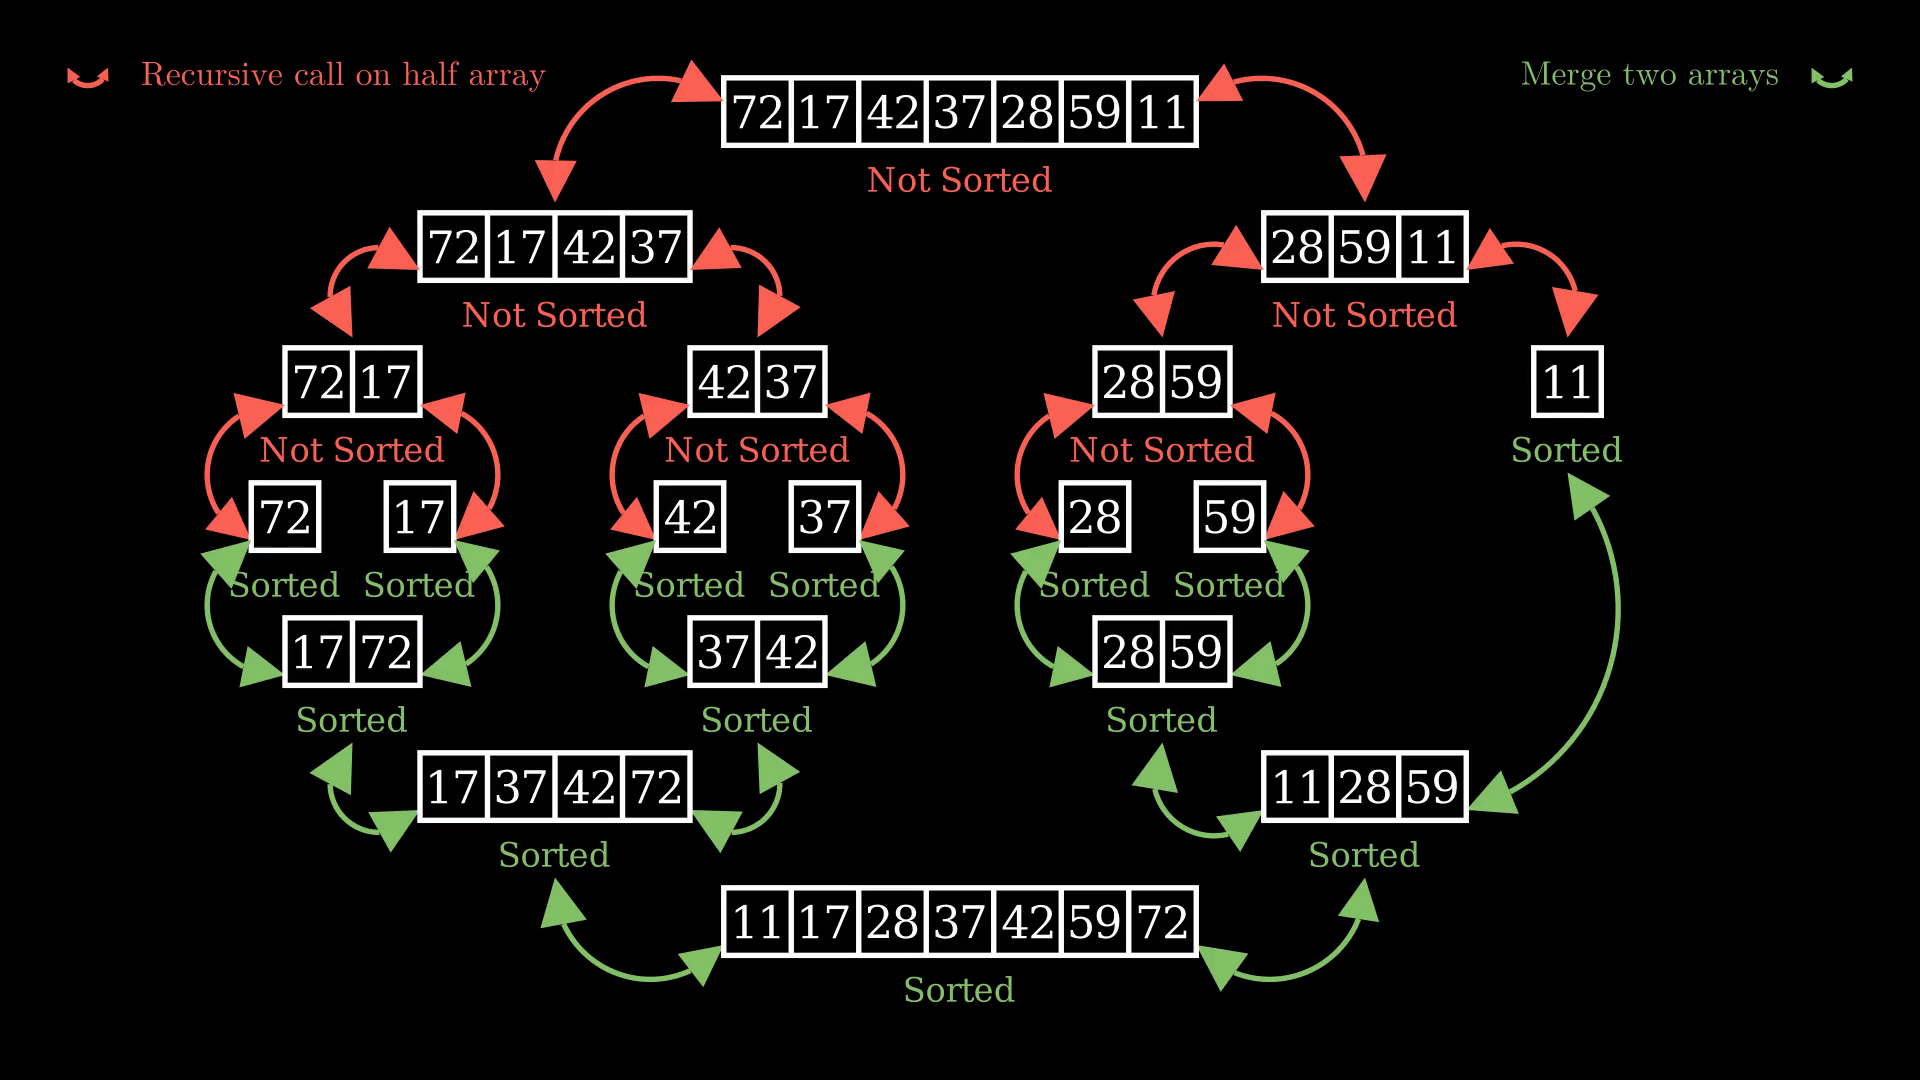 Recursive call on half array
Merge two arrays
72 17 42 37 28 59 11
Not Sorted
72 17 42 37
28 59 11
Not Sorted
Not Sorted
72 17
42 37
28 59
11
Not Sorted
Not Sorted
Not Sorted
Sorted
72
17
42
37
28
59
Sorted
Sorted
Sorted
Sorted
Sorted
Sorted
17 72
37 42
28 59
Sorted
Sorted
Sorted
17 37 42 72
11 28 59
Sorted
Sorted
11 17 28 37 42 59 72
Sorted